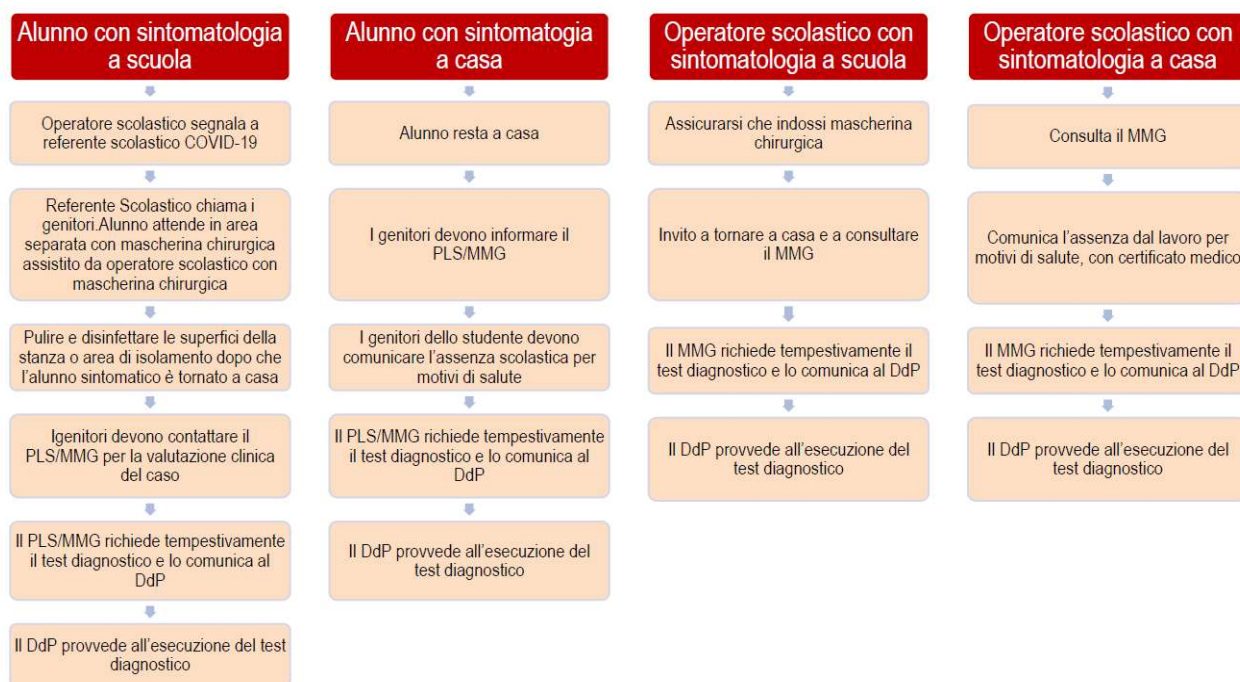 Alunno con sintomatologia
a scuola
Operatore scolastico segnala a
referente scolastico COVID-19
Referente Scolastico chiama i
genitori.Alunno attende in area
separata con mascherina chirurgica
assistito da operatore scolastico con
mascherina chirurgica
Pulire e disinfettare le superfici della
stanza o area di isolamento dopo che
l'alunno sintomatico è tornato a casa
Igenitori devono contattare il
PLS/MMG per la valutazione clinica
del caso
Il PLS/MMG richiede tempestivamente
il test diagnostico e lo comunica al
DdP
Il DdP provvede all'esecuzione del test
diagnostico
Alunno con sintomatogia
a casa
Alunno resta a casa
I genitori devono informare il
PLS/MMG
I genitori dello studente devono
comunicare l'assenza scolastica per
motivi di salute
Il PLS/MMG richiede tempestivamente
il test diagnostico e lo comunica al
DdP
Il DdP provvede all'esecuzione del
test diagnostico
Operatore scolastico con
sintomatologia a scuola
Assicurarsi che indossi mascherina
chirurgica
Invito a tornare a casa e a consultare
il MMG
Il MMG richiede tempestivamente il
test diagnostico e lo comunica al DdP
Il DdP provvede all'esecuzione del
test diagnostico
Operatore scolastico con
sintomatologia a casa
Consulta il MMG
Comunica l'assenza dal lavoro per
motivi di salute, con certificato medico
Il MMG richiede tempestivamente il
test diagnostico e lo comunica al DdP
Il DdP provvede all'esecuzione del
test diagnostico